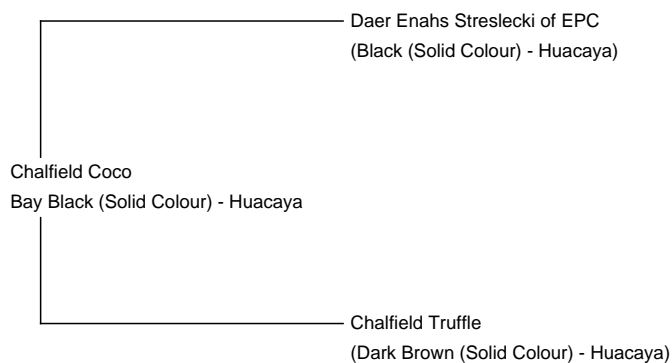 Daer Enahs Streslecki of EPC
(Black (Solid Colour) - Huacaya)
Chalfield Coco
Bay Black (Solid Colour) - Huacaya
Chalfield Truffle
(Dark Brown (Solid Colour) - Huacaya)